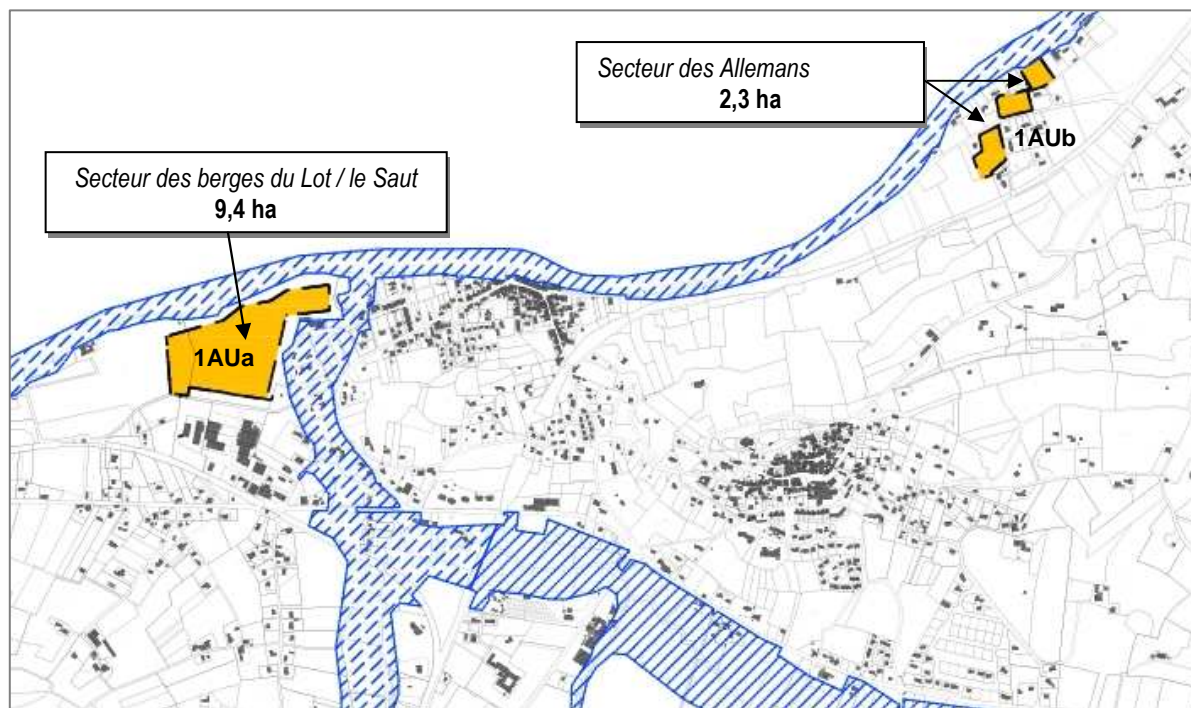 Secteur des Allemans
2,3 ha
1AUb
Secteur des berges du Lot / le Saut
9,4 ha
1AUa